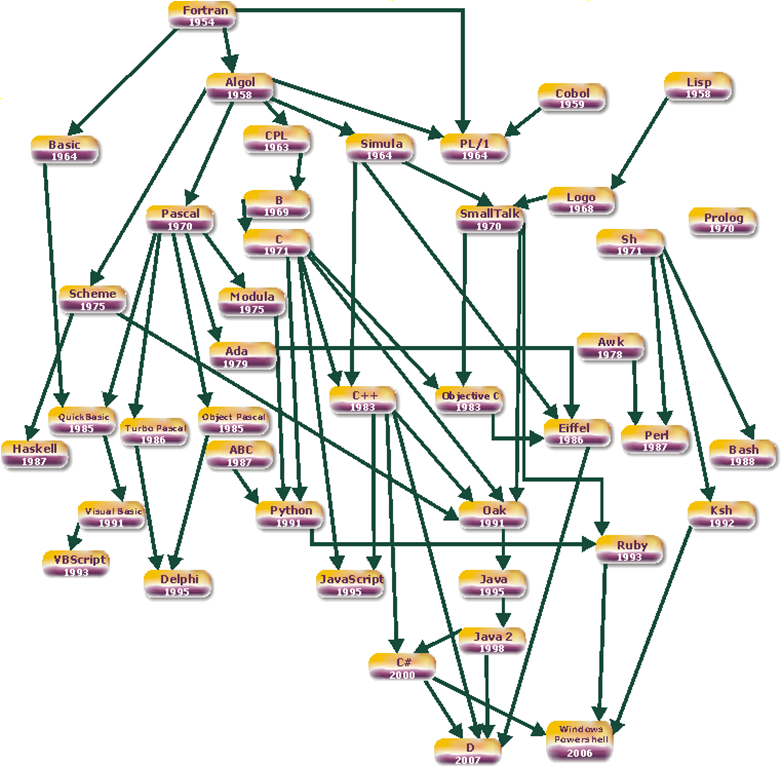 Fortran
1954
Algol
1958
Cobol
1959
Lisp
1958
Basic
1964
CPL
1963
Simula
1964
PL/1
1964
B
1969
Logo
1968
Pascal
1970
SmallTalk
1970
Prolog
1970
C
1971
Sh
1971
Scheme
1975
Modula
1975
Ada
1979
Awk
1978
C++
1983
Objective C
1983
QuickBasic
1985
Turbo Pascal
1986
Object Pascal
1985
Eiffel
1986
Perl
1987
Haskell
1987
ABC
1987
Bash
1988
Visual Basic
1991
Python
1991
Oak
1991
Ksh
1992
VBScript
1993
Ruby
1993
Delphi
1995
JavaScript
1995
Java
1995
Java 2
1998
C#
2000
D
2007
Windows
Powershell
2006